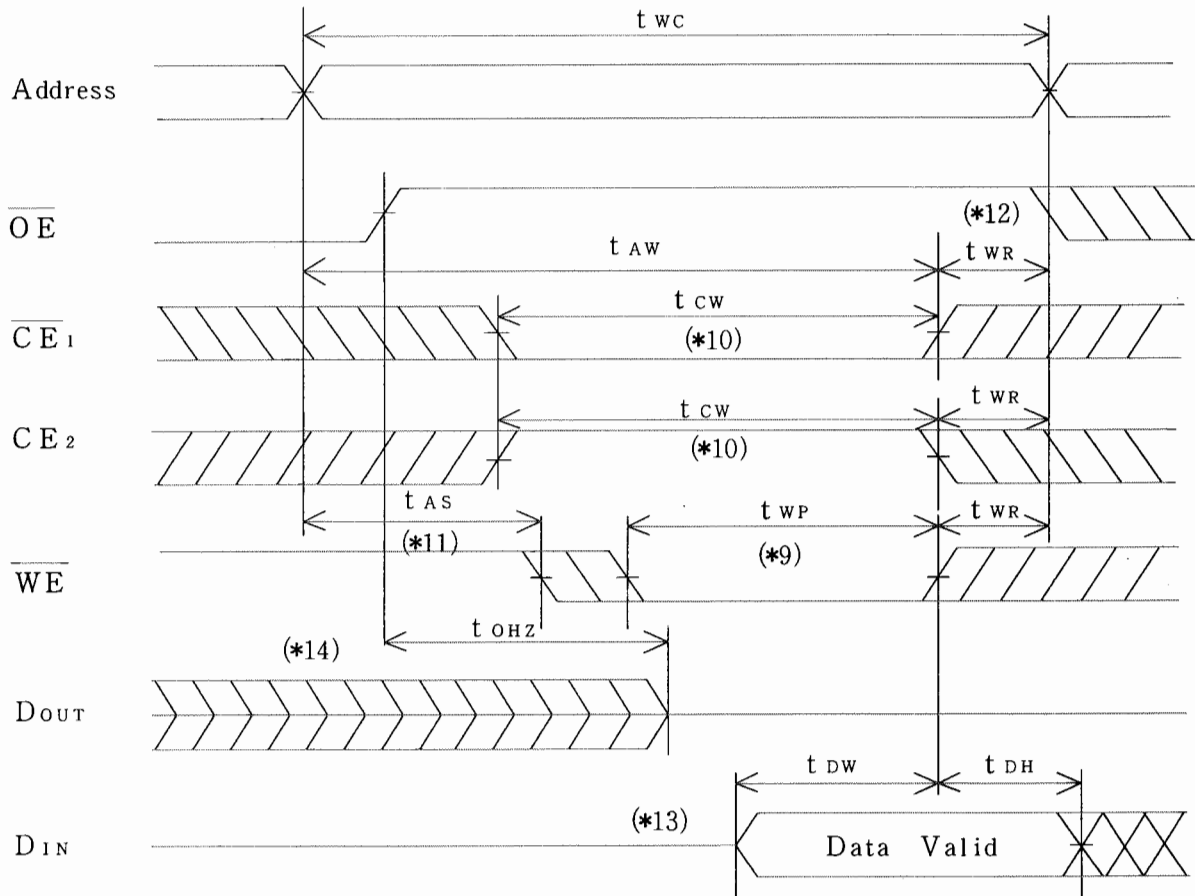 t WC
Address
OE
(*12)
t AW
t WR
CE1
t CW
(*10)
CE2
t CW
t WR
(*10)
t AS
t WP
t WR
(*11)
(*9)
WE
t OHZ
(*14)
DOUT
t DW
t DH
(*13)
DIN
Data Valid